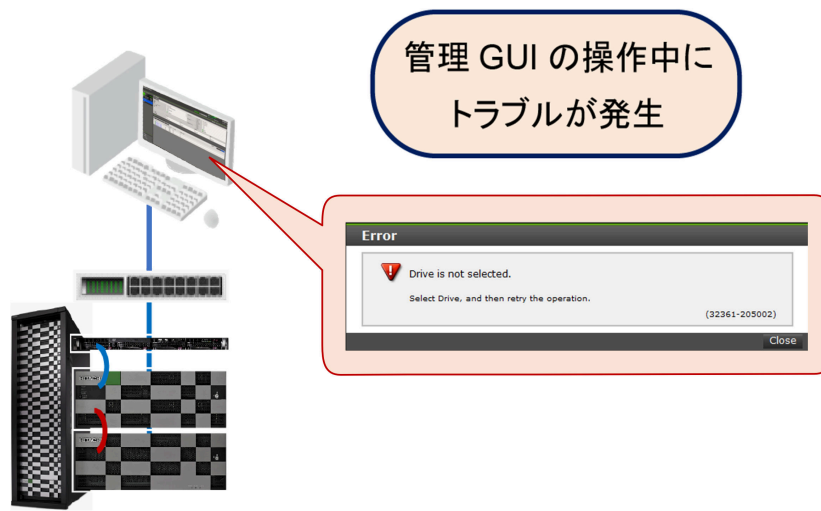 管理 GUI の操作中に
トラブルが発生
Error
Drive is not selected.
Select Drive, and then retry the operation.
(32361-205002)
Close